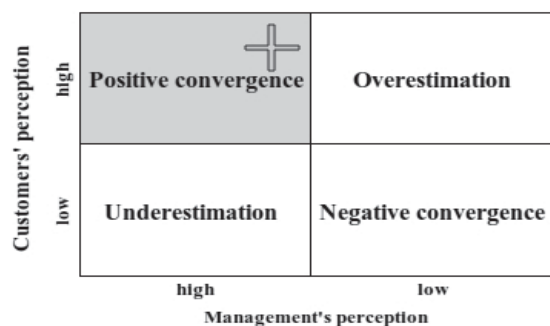 Customers' perception
high
low
Positive convergence
Overestimation
Underestimation
Negative convergence
high
low
Management's perception